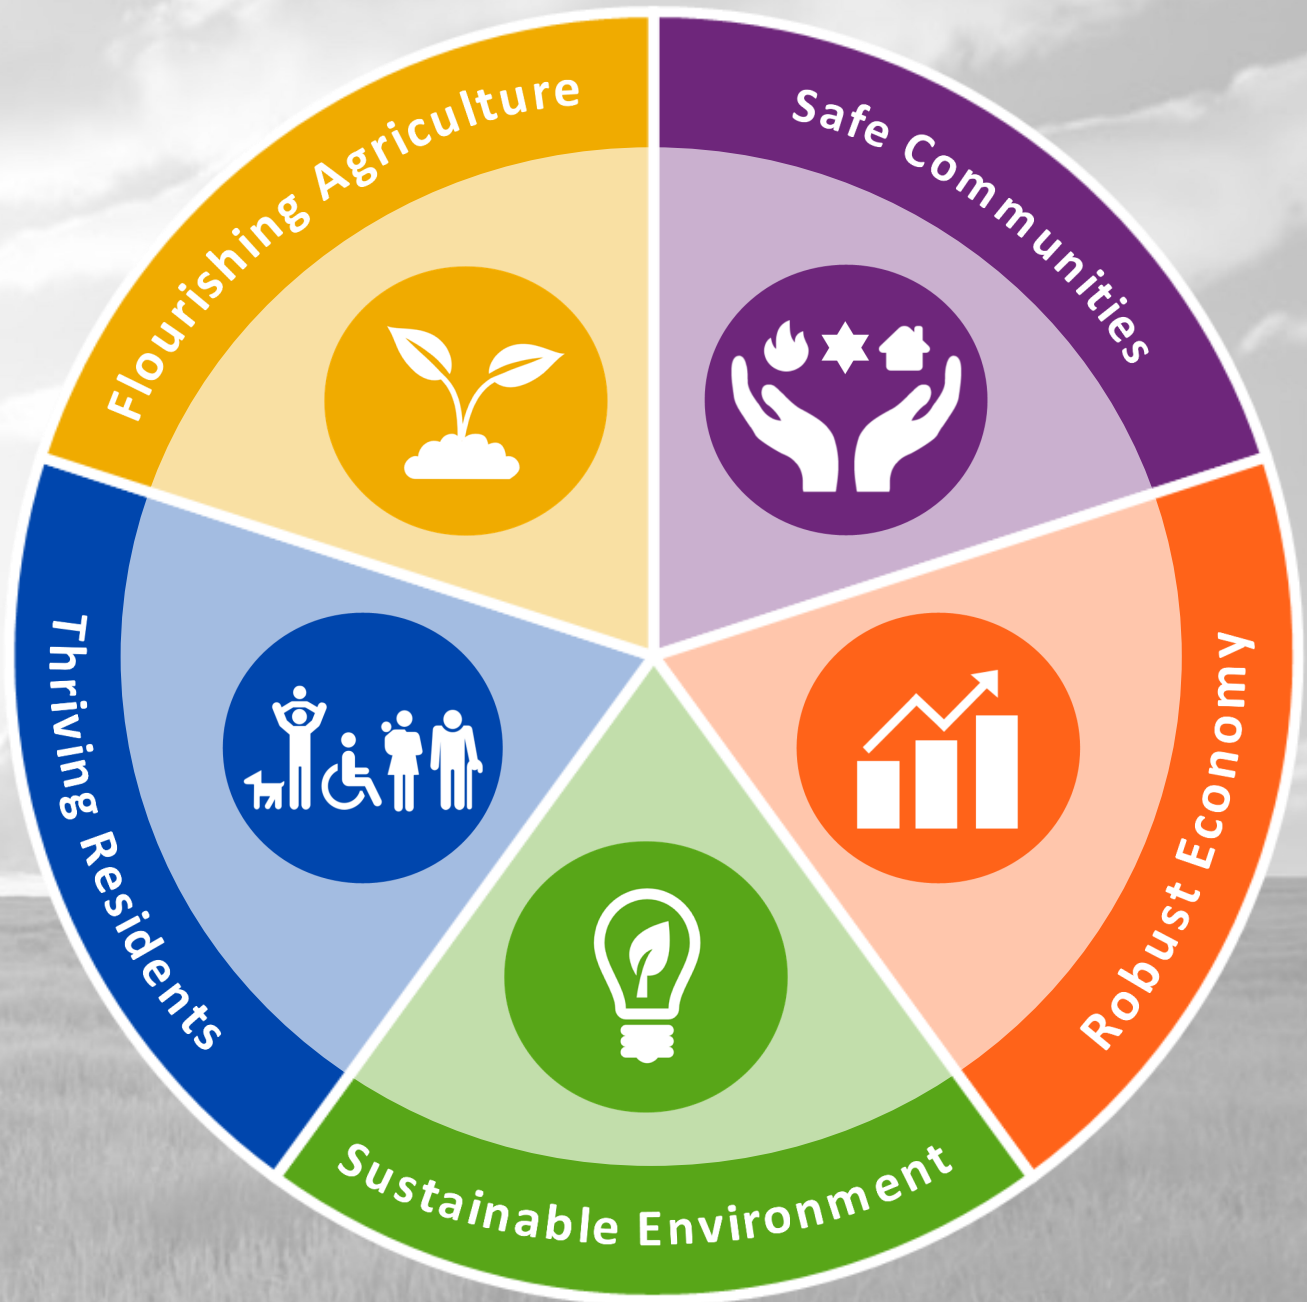 Flourishing Agriculture
Safe Communities
Robust Economy
Sustainable Environment
Thriving Residents